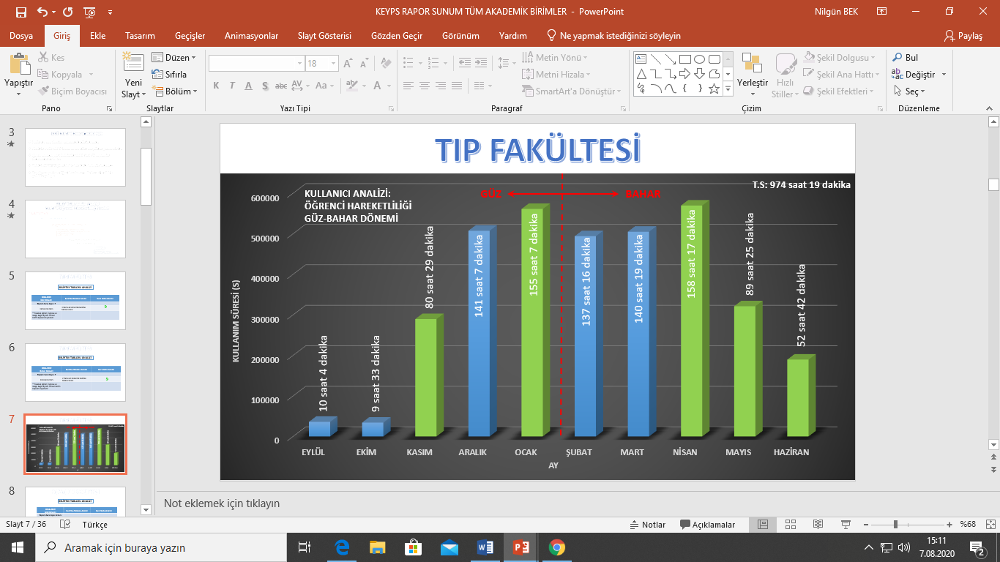 KEYPS RAPOR SUNUM TÜM AKADEMİK BİRİMLER - PowerPoint
Nilgün BEK
Dosya Giriş Ekle Tasarım Geçişler Animasyonlar Slayt Gösterisi Gözden Geçir Görünüm Yardım Ne yapmak istediğinizi söyleyin Paylaş
Yapıştır
Kes
Kopyala
Biçim Boyacısı
Pano
Yeni
Slayt
Düzen
Sıfırla
Bölüm
Slaytlar
18
K T A S abc AV Aa A
Yazı Tipi
Metin Yönü
Metni Hizala
SmartArt'a Dönüştür
Paragraf
Yerleştir
Hızlı
Stiller
Şekil Dolgusu
Şekil Ana Hattı
Şekil Efektleri
Çizim
Bul
Değiştir
Seç
Düzenleme
3
4
5
6
7
8
TIP FAKÜLTESİ
T.S: 974 saat 19 dakika
KULLANICI ANALİZİ:
ÖĞRENCİ HAREKETLİLİĞİ
GÜZ-BAHAR DÖNEMİ
GÜZ BAHAR
KULLANIM SÜRESİ (S)
600000
500000
400000
300000
200000
100000
0
10 saat 4 dakika
9 saat 33 dakika
80 saat 29 dakika
141 saat 7 dakika
155 saat 7 dakika
137 saat 16 dakika
140 saat 19 dakika
158 saat 17 dakika
89 saat 25 dakika
52 saat 42 dakika
EYLÜL EKİM KASIM ARALIK OCAK ŞUBAT MART NİSAN MAYIS HAZİRAN
AY
Not eklemek için tıklayın
Slayt 7 / 36 Türkçe Notlar Açıklamalar %68
Aramak için buraya yazın
15:11
7.08.2020
2